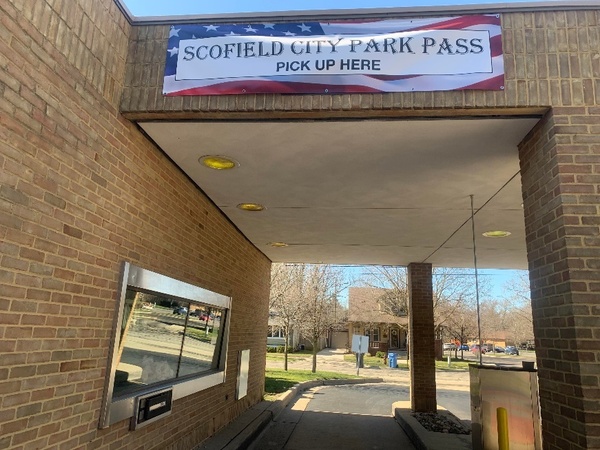 SCOFIELD CITY PARK PASS
PICK UP HERE